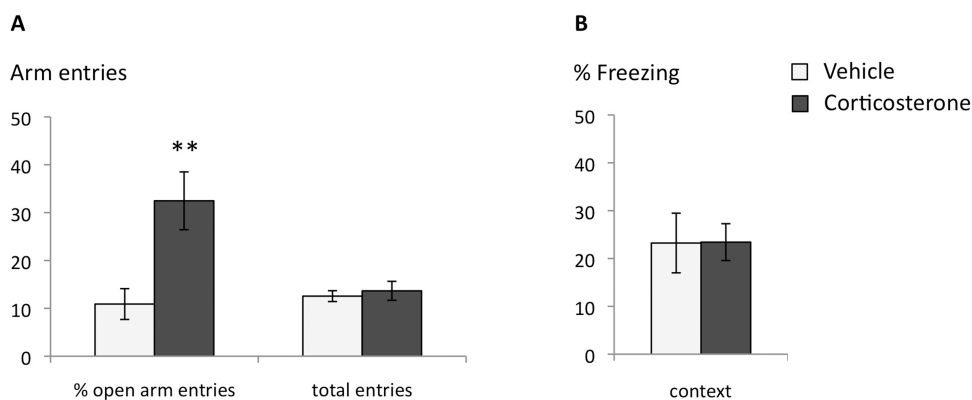 A
Arm entries
50
40
30
20
10
0
**
% open arm entries
total entries
B
% Freezing
50
40
30
20
10
0
context
Vehicle
Corticosterone